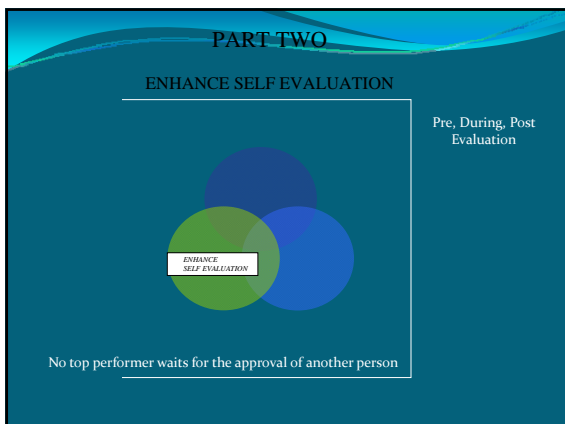 PART TWO
ENHANCE SELF EVALUATION
Pre, During, Post
Evaluation
ENHANCE
SELF EVALUATION
No top performer waits for the approval of another person